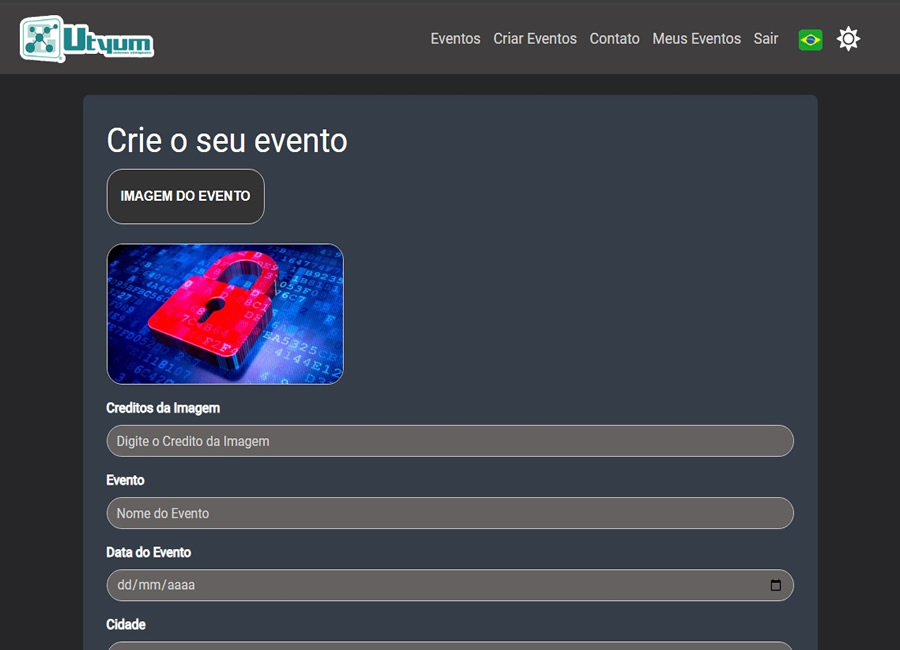 Utyum
Eventos Criar Eventos Contato Meus Eventos Sair
Crie o seu evento
IMAGEM DO EVENTO
Creditos da Imagem
Digite o Credito da Imagem
Evento
Nome do Evento
Data do Evento
dd/mm/aaaa
Cidade